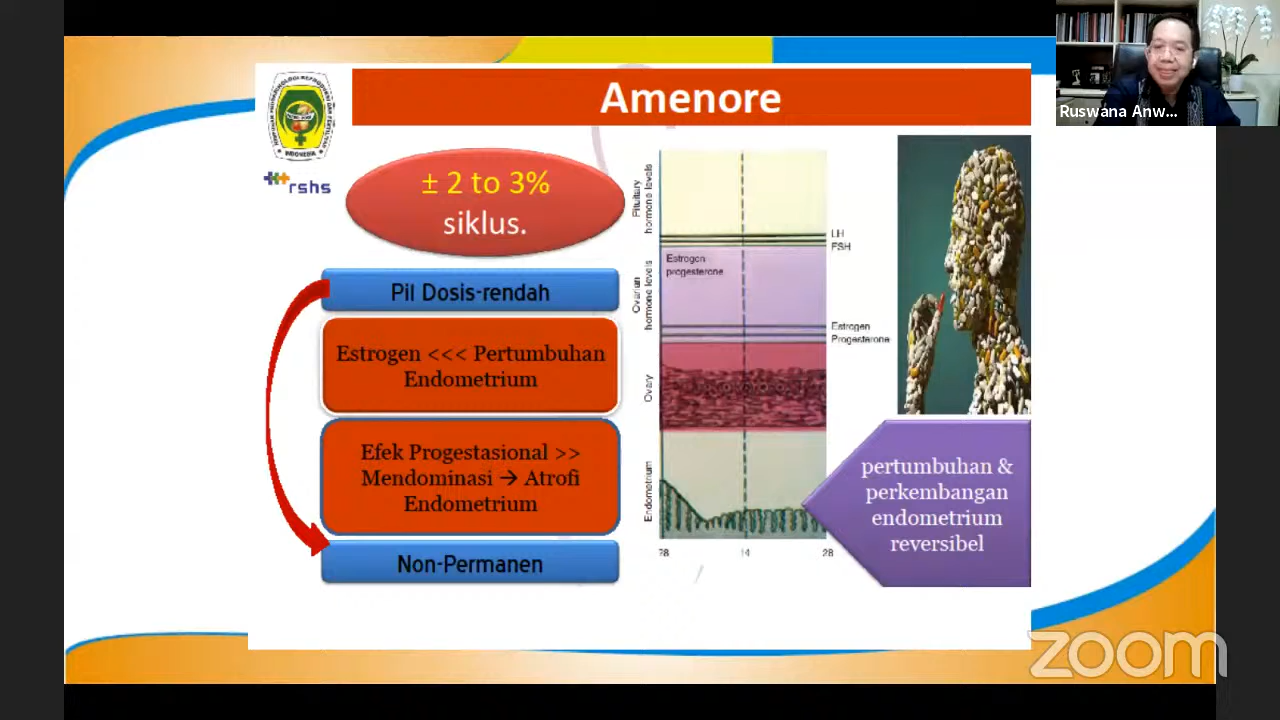 Amenore
Ruswana Anw...
INDONESIA
rshs
± 2 to 3%
siklus.
Pil Dosis-rendah
Estrogen <<< Pertumbuhan
Endometrium
Efek Progestasional >>
Mendominasi → Atrofi
Endometrium
Non-Permanen
Pituitary
hormone levels
LH
FSH
Estrogen
progesterone
Ovarian
hormone levels
Estrogen
Progesterone
Ovary
Endometrium
28
14
28
pertumbuhan &
perkembangan
endometrium
reversibel
zoom